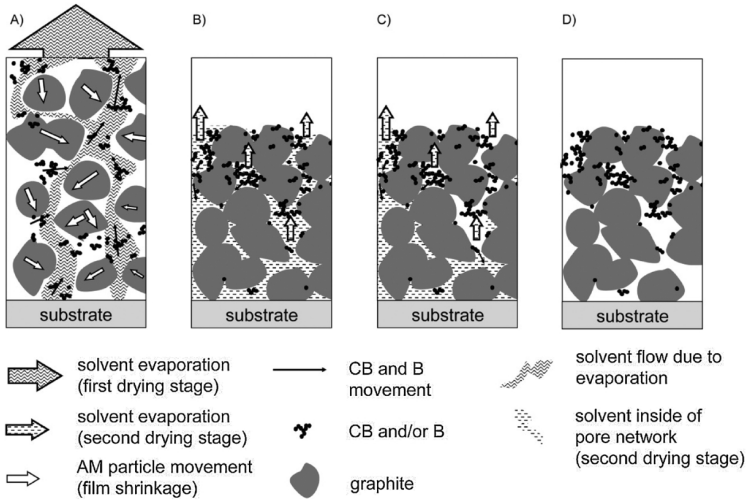 A)
B)
C)
D)
substrate
substrate
substrate
substrate
solvent evaporation
(first drying stage)
solvent evaporation
(second drying stage)
AM particle movement
(film shrinkage)
CB and B
movement
CB and/or B
graphite
solvent flow due to
evaporation
solvent inside of
pore network
(second drying stage)